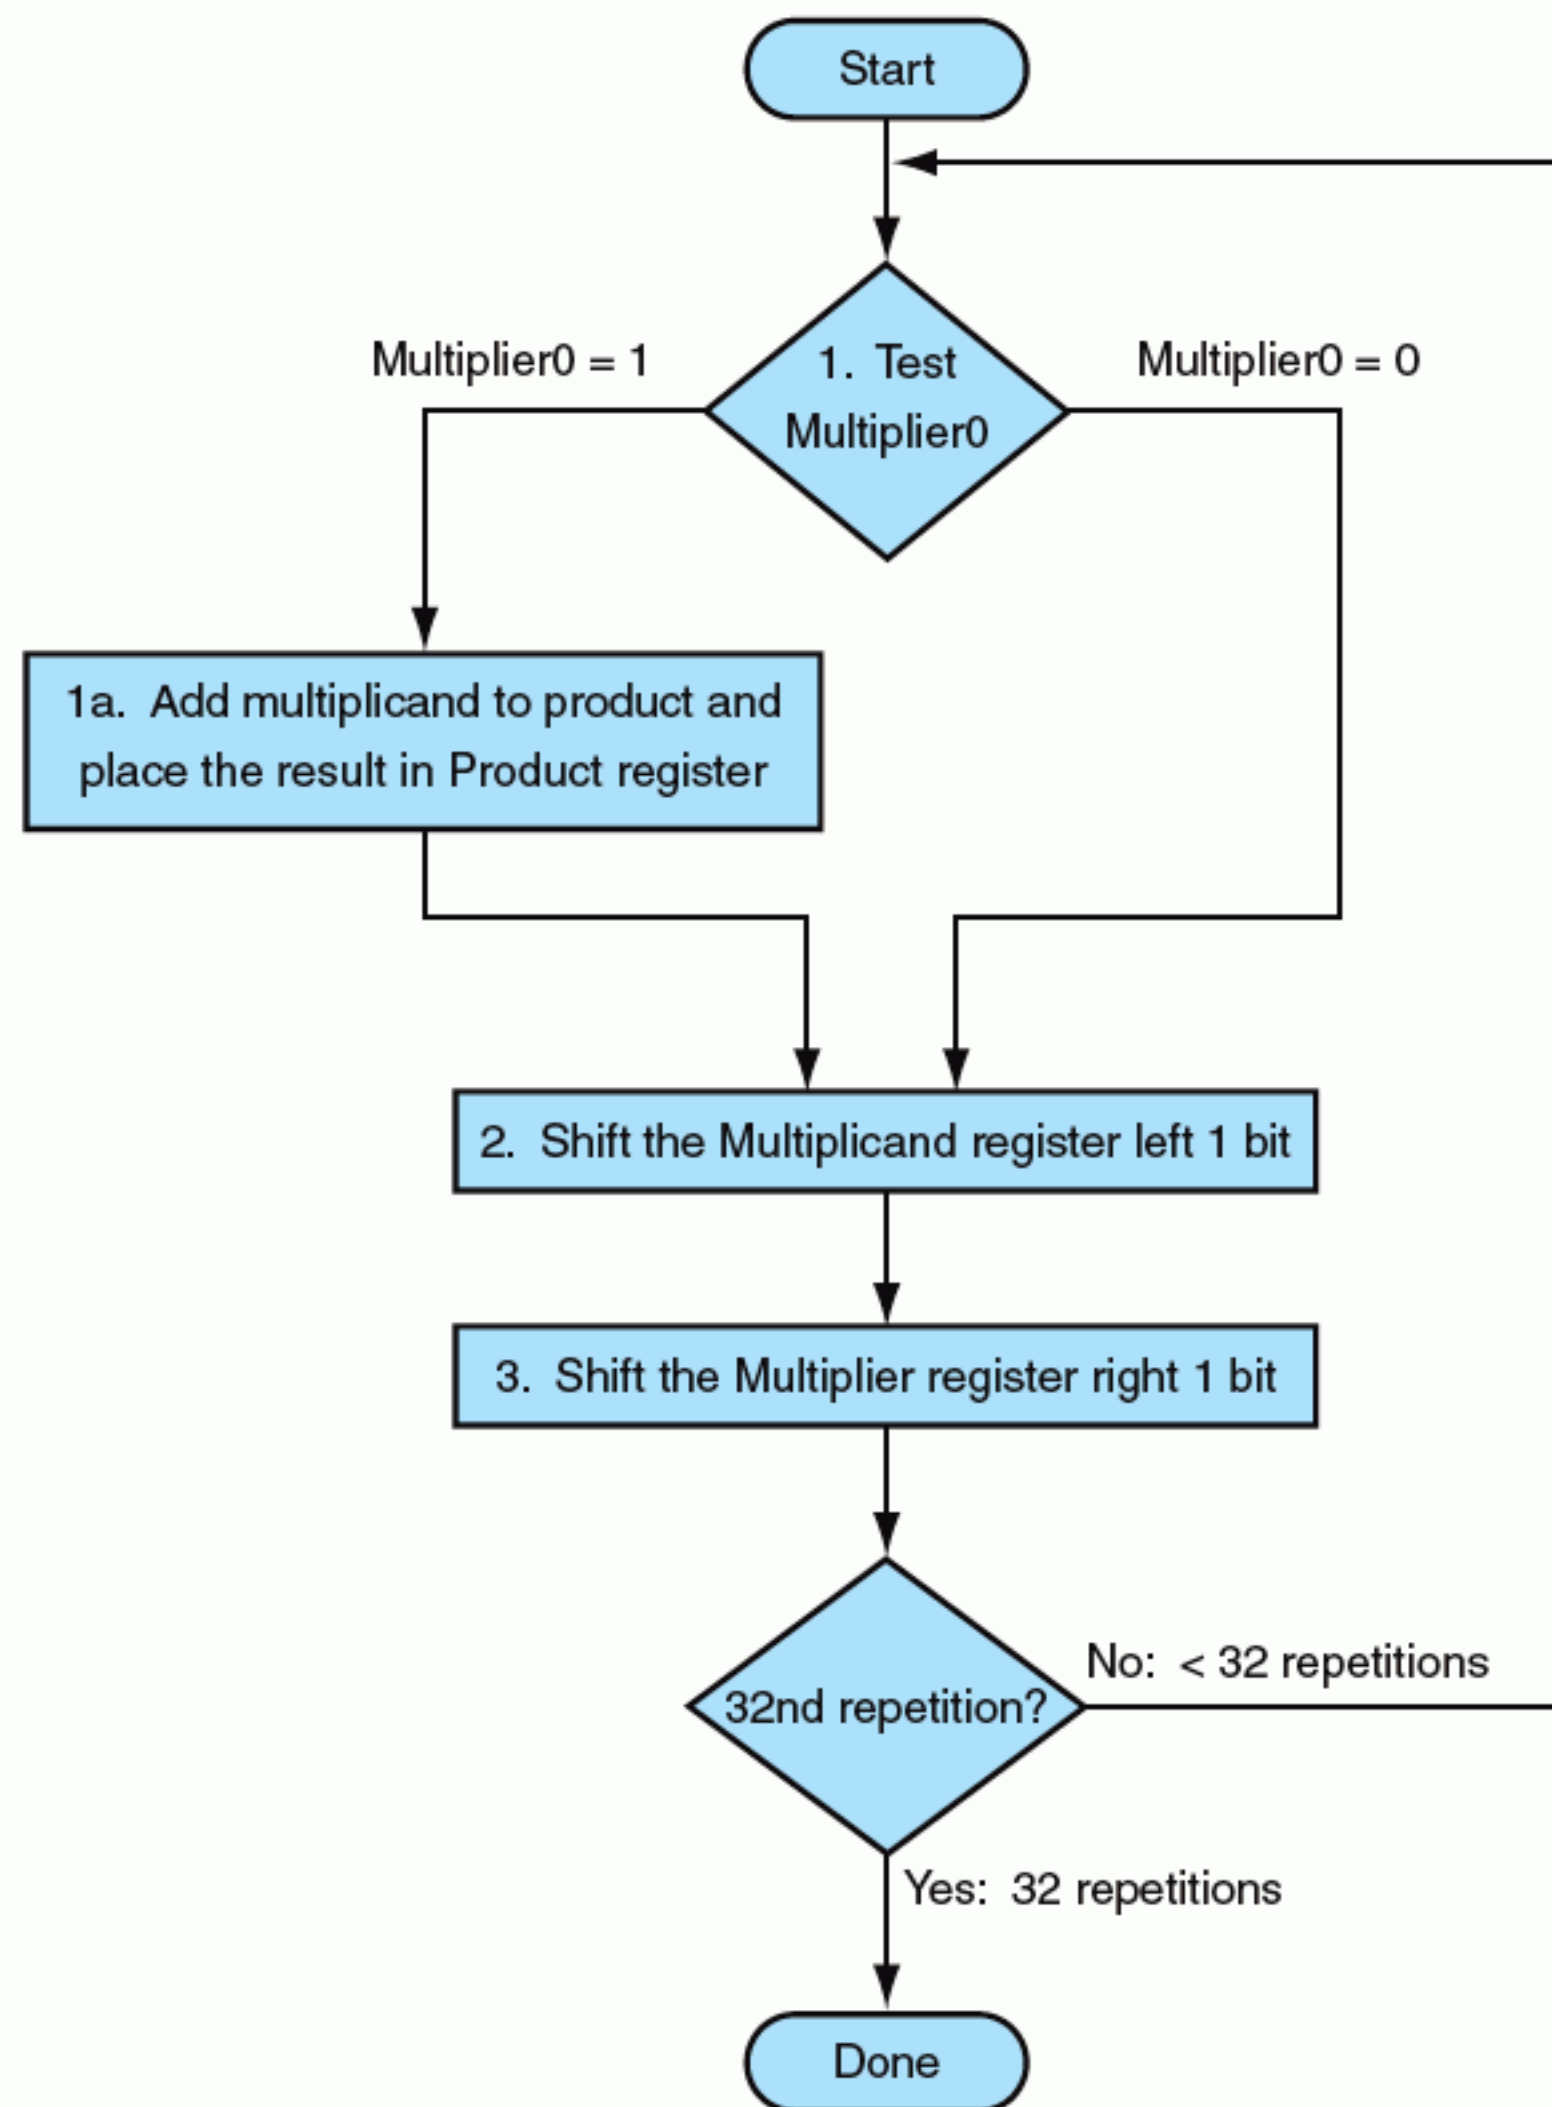 Start
Multiplier0 = 1
1. Test
Multiplier0
Multiplier0 = 0
1a. Add multiplicand to product and
place the result in Product register
2. Shift the Multiplicand register left 1 bit
3. Shift the Multiplier register right 1 bit
32nd repetition?
No: < 32 repetitions
Yes: 32 repetitions
Done